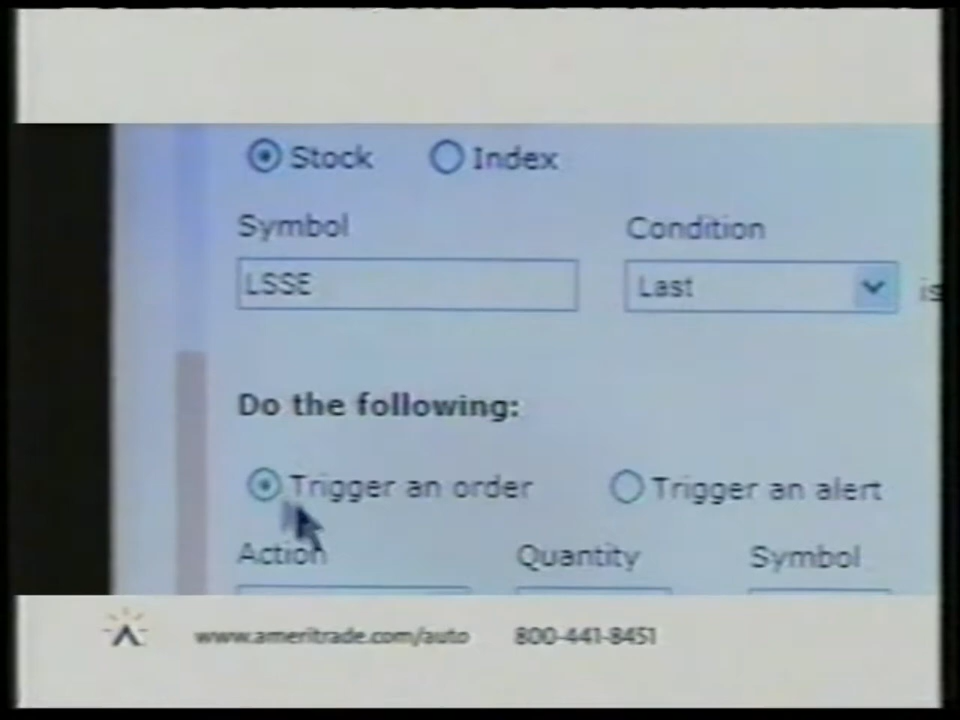 Stock Index
Symbol Condition
LSSE Last is
Do the following:
Trigger an order Trigger an alert
Action Quantity Symbol
www.ameritrade.com/auto 800-441-8451